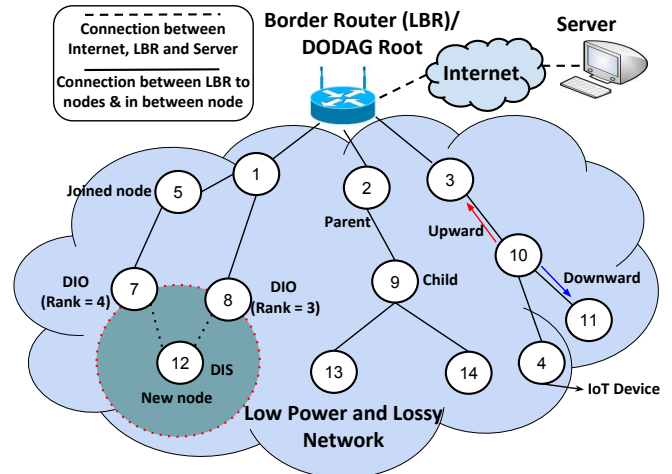 Connection between
Internet, LBR and Server
Connection between LBR to
nodes & in between node
Border Router (LBR)/
DODAG Root
Server
Internet
1
2
3
Joined node
5
Parent
Upward
10
Downward
DIO
(Rank = 4)
7
8
DIO
(Rank = 3)
9
Child
11
12
DIS
New node
13
14
4
IoT Device
Low Power and Lossy
Network